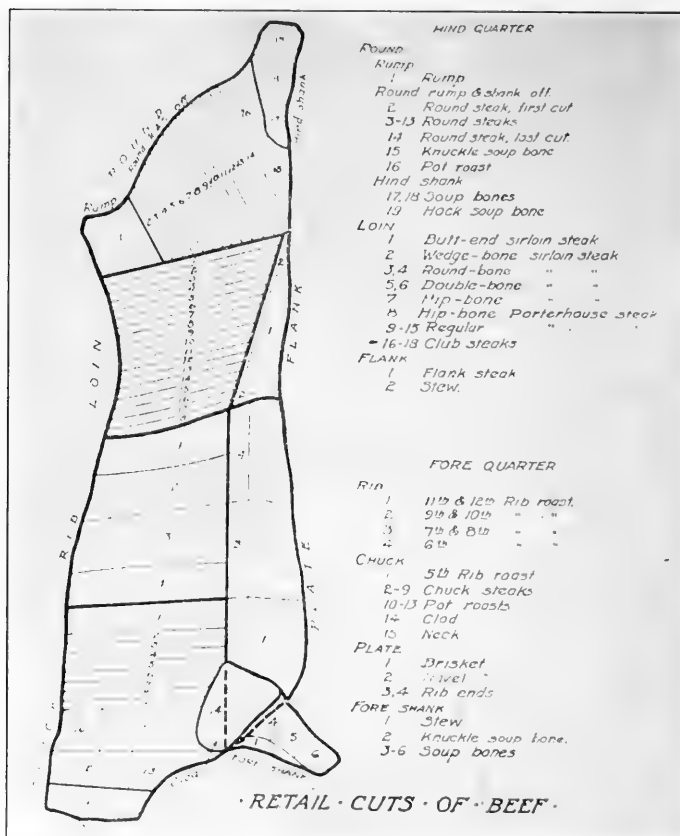 HIND QUARTER
ROUND
Rump
1 Rump
Round rump & shank off.
2 Round steak, first cut
3-13 Round steaks
14 Round steak, last cut.
15 Knuckle soup bone
16 Pot roast
Hind shank
17,18 Soup bones
19 Hock soup bone
LOIN
1 Butt-end sirloin steak
2 Wedge-bone sirloin steak
3,4 Round-bone " "
5,6 Double-bone " "
7 Hip-bone " "
8 Hip-bone Porterhouse steak
9-15 Regular " "
16-18 Club steaks
FLANK
1 Flank steak
2 Stew.
FORE QUARTER
RIB
1 11th & 12th Rib roast.
2 9th & 10th " "
3 7th & 8th " "
4 6th " "
CHUCK
1 5th Rib roast
2-9 Chuck steaks
10-13 Pot roasts
14 Clod
15 Neck
PLATE
1 Brisket
2 Navel "
3,4 Rib ends
FORE SHANK
1 Stew
2 Knuckle soup bone.
3-6 Soup bones
Hind shank
ROUND
Rump
LOIN
FLANK
RIB
PLATE
FORE SHANK
· RETAIL · CUTS · OF · BEEF ·